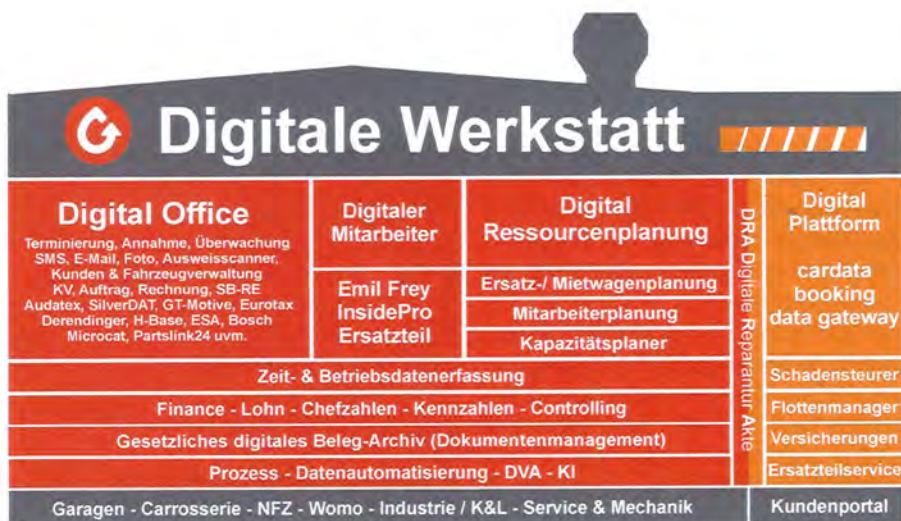 Digitale Werkstatt
Digital Office
Terminierung, Annahme, Überwachung
SMS, E-Mail, Foto, Ausweisscanner,
Kunden & Fahrzeugverwaltung
KV, Auftrag, Rechnung, SB-RE
Audatex, SilverDAT, GT-Motive, Eurotax
Derendinger, H-Base, ESA, Bosch
Microcat, Partslink24 uvm.
Digitaler
Mitarbeiter
Emil Frey
InsidePro
Ersatzteil
Digital
Ressourcenplanung
Ersatz-/ Mietwagenplanung
Mitarbeiterplanung
Kapazitätsplaner
DRA Digitale Reparantur Akte
Digital
Plattform
cardata
booking
data gateway
Zeit- & Betriebsdatenerfassung
Schadensteurer
Finance - Lohn - Chefzahlen - Kennzahlen - Controlling
Flottenmanager
Gesetzliches digitales Beleg-Archiv (Dokumentenmanagement)
Versicherungen
Prozess - Datenautomatisierung - DVA - KI
Ersatzteilservice
Garagen - Carrosserie - NFZ - Womo - Industrie / K&L - Service & Mechanik
Kundenportal